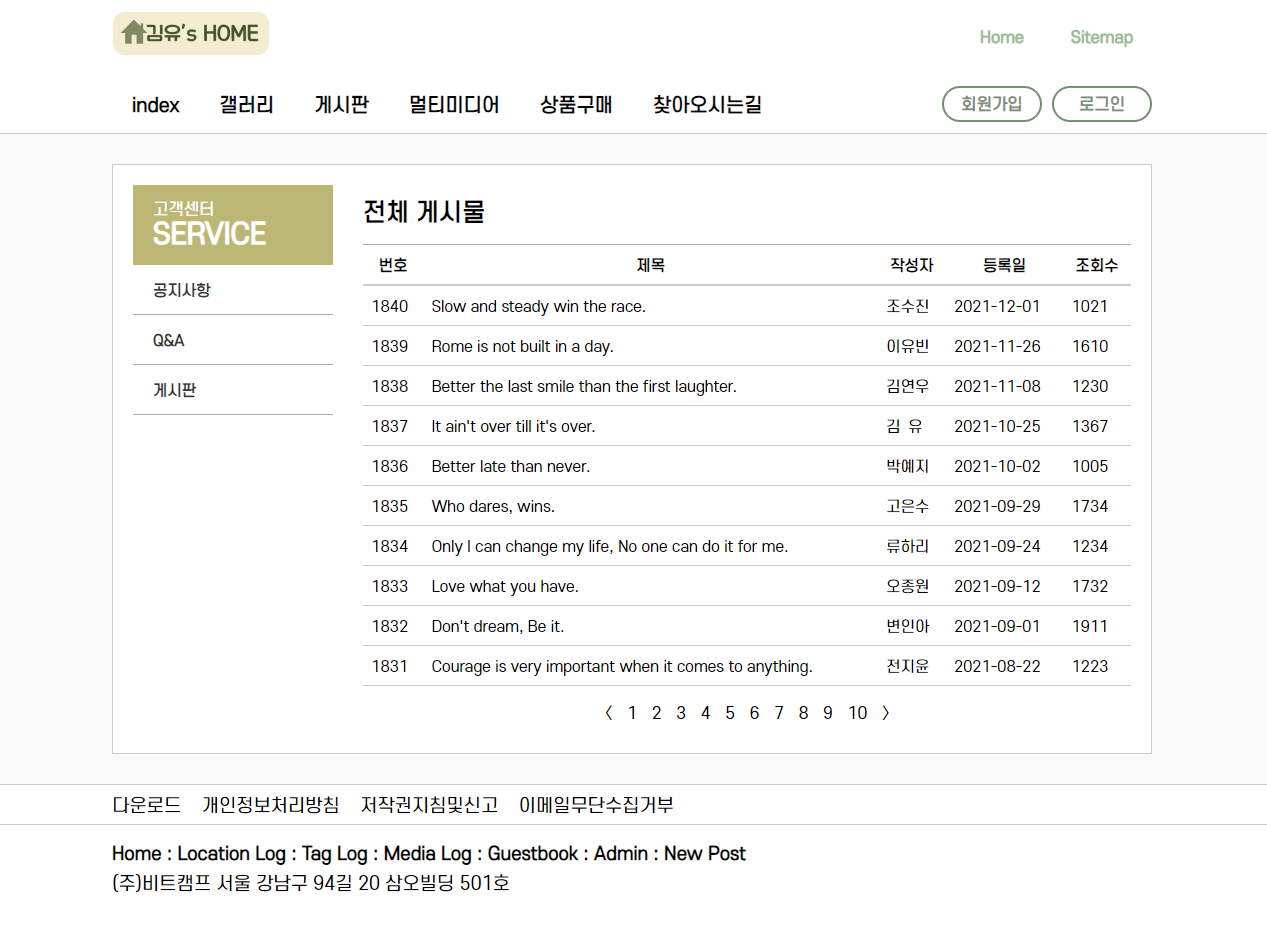 김유's HOME
Home Sitemap
index 갤러리 게시판 멀티미디어 상품구매 찾아오시는길 회원가입 로그인
고객센터
SERVICE
공지사항
Q&A
게시판
전체 게시물
번호 제목 작성자 등록일 조회수
1840 Slow and steady win the race. 조수진 2021-12-01 1021
1839 Rome is not built in a day. 이유빈 2021-11-26 1610
1838 Better the last smile than the first laughter. 김연우 2021-11-08 1230
1837 It ain't over till it's over. 김 유 2021-10-25 1367
1836 Better late than never. 박예지 2021-10-02 1005
1835 Who dares, wins. 고은수 2021-09-29 1734
1834 Only I can change my life, No one can do it for me. 류하리 2021-09-24 1234
1833 Love what you have. 오종원 2021-09-12 1732
1832 Don't dream, Be it. 변인아 2021-09-01 1911
1831 Courage is very important when it comes to anything. 전지윤 2021-08-22 1223
〈 1 2 3 4 5 6 7 8 9 10 〉
다운로드 개인정보처리방침 저작권지침및신고 이메일무단수집거부
Home : Location Log : Tag Log : Media Log : Guestbook : Admin : New Post
(주)비트캠프 서울 강남구 94길 20 삼오빌딩 501호